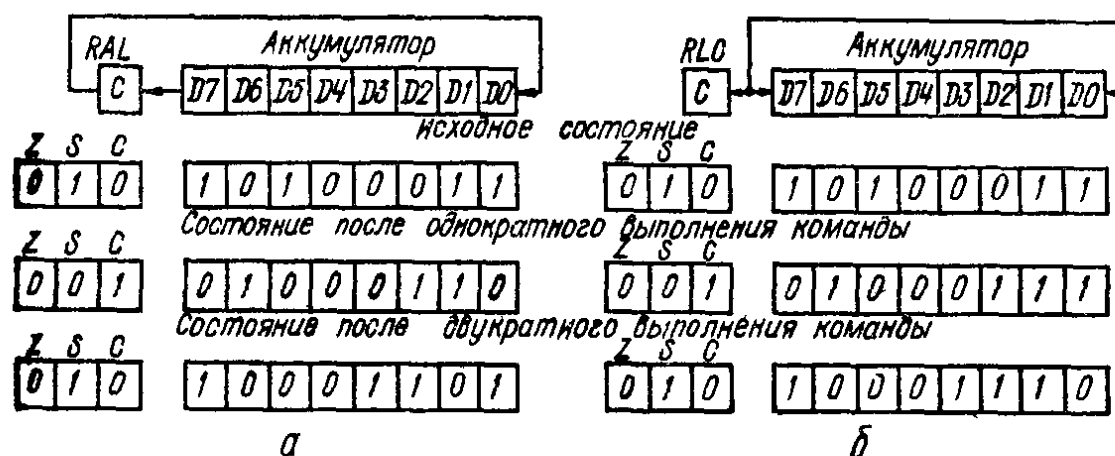 RAL Аккумулятор RLO Аккумулятор
C D7 D6 D5 D4 D3 D2 D1 D0 C D7 D6 D5 D4 D3 D2 D1 D0
исходное состояние
Z S C Z S C
0 1 0 1 0 1 0 0 0 1 1 0 1 0 1 0 1 0 0 0 1 1
Состояние после однократного выполнения команды
Z S C Z S C
0 0 1 0 1 0 0 0 1 1 0 0 0 1 0 1 0 0 0 1 1 1
Состояние после двукратного выполнения команды
Z S C Z S C
0 1 0 1 0 0 0 1 1 0 1 0 1 0 1 0 0 0 1 1 1 0
а б